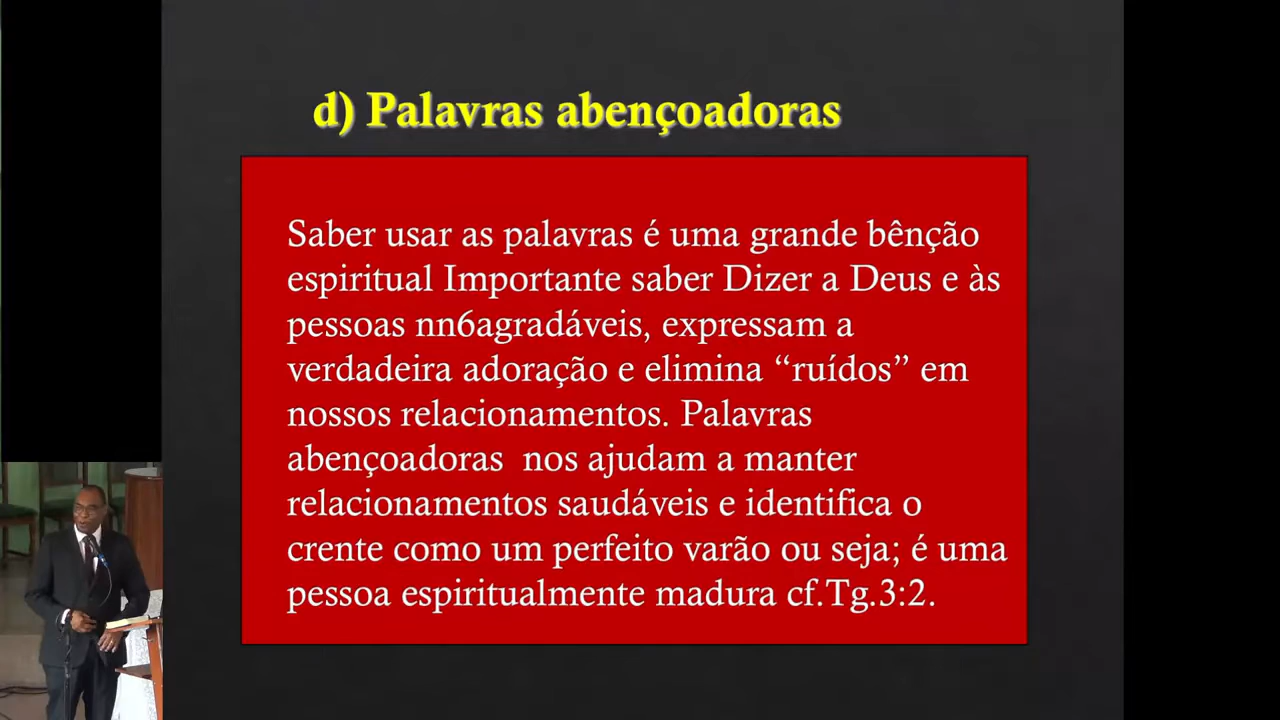 d) Palavras abençoadoras
Saber usar as palavras é uma grande bênção
espiritual Importante saber Dizer a Deus e às
pessoas nn6agradáveis, expressam a
verdadeira adoração e elimina “ruídos” em
nossos relacionamentos. Palavras
abençoadoras  nos ajudam a manter
relacionamentos saudáveis e identifica o
crente como um perfeito varão ou seja; é uma
pessoa espiritualmente madura cf.Tg.3:2.